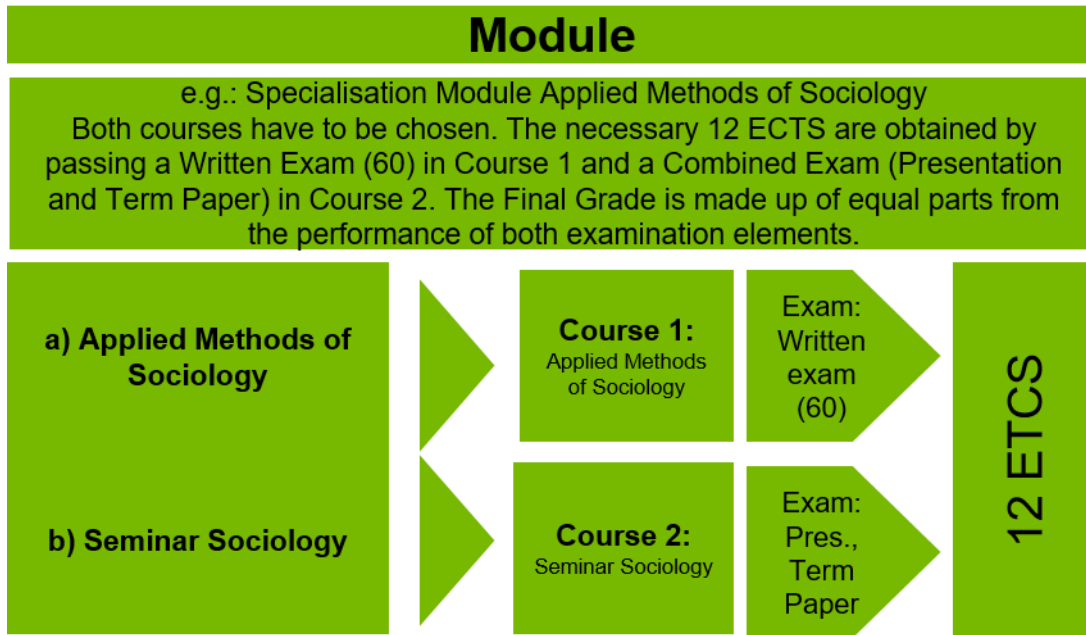 Module
e.g.: Specialisation Module Applied Methods of Sociology
Both courses have to be chosen. The necessary 12 ECTS are obtained by
passing a Written Exam (60) in Course 1 and a Combined Exam (Presentation
and Term Paper) in Course 2. The Final Grade is made up of equal parts from
the performance of both examination elements.
a) Applied Methods of
Sociology
Course 1:
Applied Methods
of Sociology
Exam:
Written
exam
(60)
b) Seminar Sociology
Course 2:
Seminar Sociology
Exam:
Pres.,
Term
Paper
12 ETCS